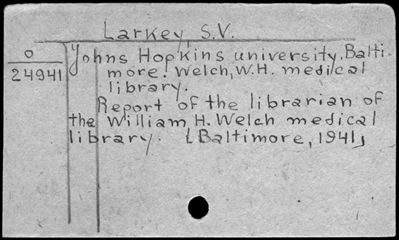 Larkey, S.V.
O
24941
Johns Hopkins university, Balti-
more. Welch, W.H. medical
library.
Report of the librarian of
the William H. Welch medical
library. [Baltimore, 1941]